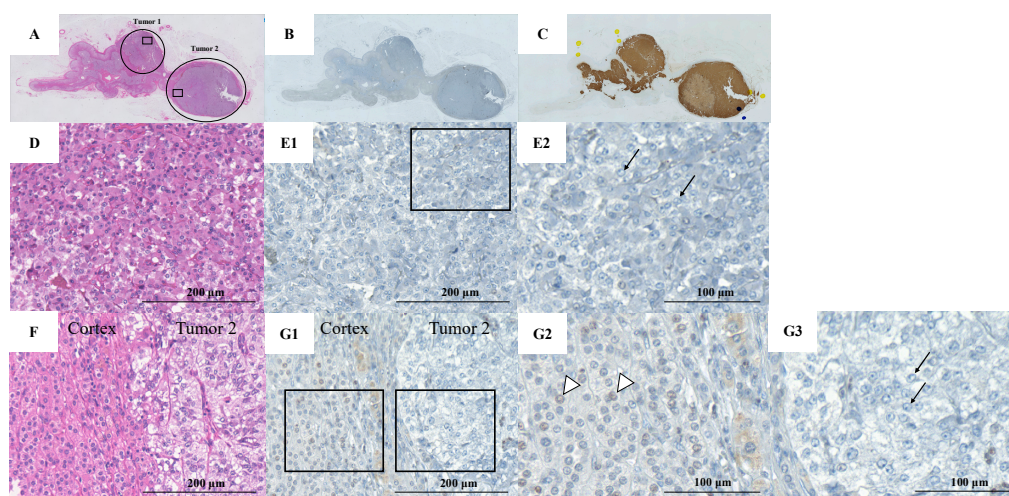 A
Tumor 1
Tumor 2
B
C
D
200 µm
E1
200 µm
E2
100 µm
F
Cortex
Tumor 2
200 µm
G1
Cortex
Tumor 2
200 µm
G2
100 µm
G3
100 µm